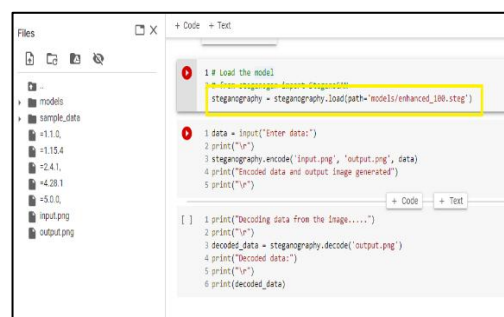 Files
..
models
sample_data
=1.1.0,
=1.15.4
=2.4.1,
=4.28.1
=5.0.0,
input.png
output.png
+ Code + Text
1 # Load the model
steganography = steganography.load(path='models/enhanced_100.steg')
1 data = input("Enter data:")
2 print("\r")
3 steganography.encode('input.png', 'output.png', data)
4 print("Encoded data and output image generated")
5 print("\r")
+ Code + Text
[ ] 1 print("Decoding data from the image.....")
2 print("\r")
3 decoded_data = steganography.decode('output.png')
4 print("Decoded data:")
5 print("\r")
6 print(decoded_data)